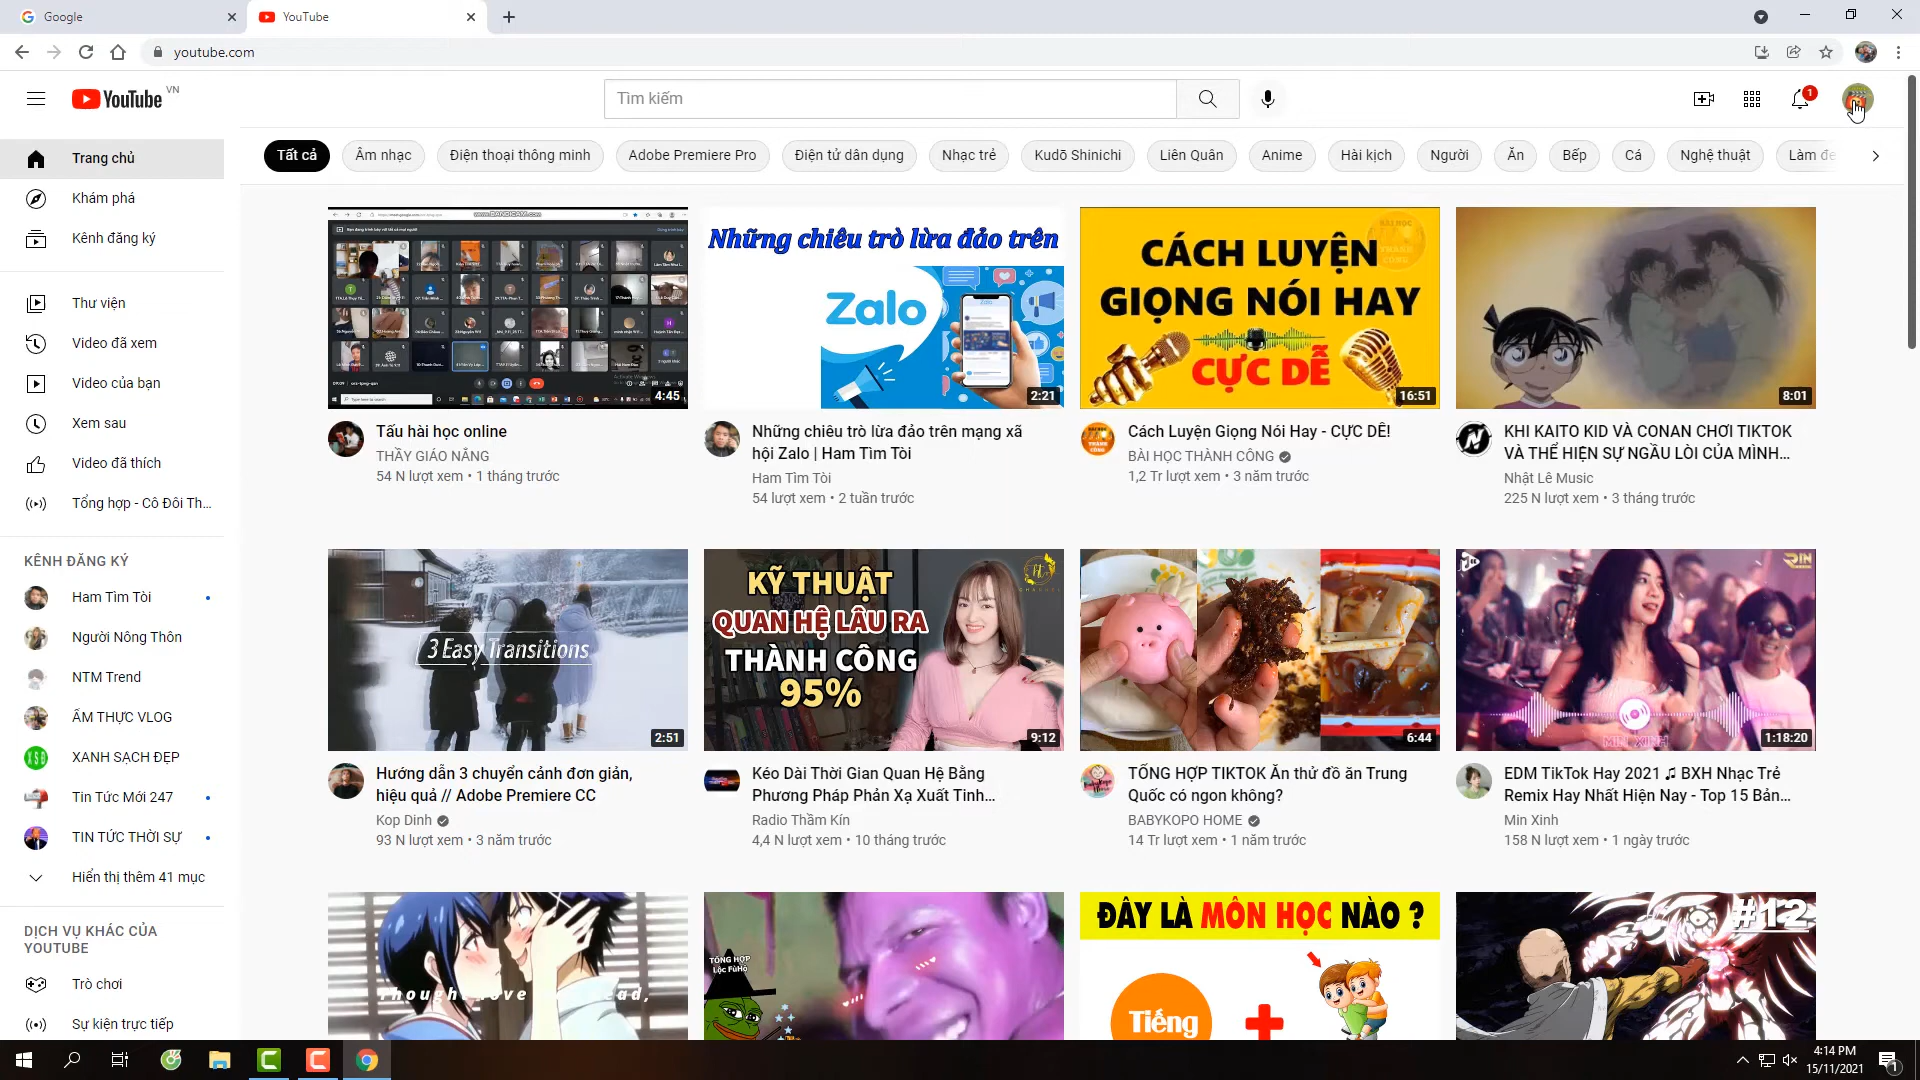 Google
YouTube
youtube.com
YouTube VN
Tìm kiếm
1
Tất cả
Âm nhạc
Điện thoại thông minh
Adobe Premiere Pro
Điện tử dân dụng
Nhạc trẻ
Kudō Shinichi
Liên Quân
Anime
Hài kịch
Người
Ăn
Bếp
Cá
Nghệ thuật
Làm đe
Trang chủ
Khám phá
Kênh đăng ký
Thư viện
Video đã xem
Video của bạn
Xem sau
Video đã thích
Tổng hợp - Cô Đôi Th...
KÊNH ĐĂNG KÝ
Ham Tìm Tòi
Người Nông Thôn
NTM Trend
ẨM THỰC VLOG
XANH SẠCH ĐẸP
Tin Tức Mới 247
TIN TỨC THỜI SỰ
Hiển thị thêm 41 mục
DỊCH VỤ KHÁC CỦA
YOUTUBE
Trò chơi
Sự kiện trực tiếp
www.BANDICAM.com
4:45
Tấu hài học online
THẦY GIÁO NĂNG
54 N lượt xem • 1 tháng trước
Những chiêu trò lừa đảo trên
Zalo
2:21
Những chiêu trò lừa đảo trên mạng xã
hội Zalo | Ham Tìm Tòi
Ham Tìm Tòi
54 lượt xem • 2 tuần trước
CÁCH LUYỆN
GIỌNG NÓI HAY
CỰC DỄ
16:51
Cách Luyện Giọng Nói Hay - CỰC DỄ!
BÀI HỌC THÀNH CÔNG
1,2 Tr lượt xem • 3 năm trước
8:01
KHI KAITO KID VÀ CONAN CHƠI TIKTOK
VÀ THỂ HIỆN SỰ NGẦU LÒI CỦA MÌNH...
Nhật Lê Music
225 N lượt xem • 3 tháng trước
3 Easy Transitions
2:51
Hướng dẫn 3 chuyển cảnh đơn giản,
hiệu quả // Adobe Premiere CC
Kop Dinh
93 N lượt xem • 3 năm trước
KỸ THUẬT
QUAN HỆ LÂU RA
THÀNH CÔNG
95%
9:12
Kéo Dài Thời Gian Quan Hệ Bằng
Phương Pháp Phản Xạ Xuất Tinh...
Radio Thầm Kín
4,4 N lượt xem • 10 tháng trước
6:44
TỔNG HỢP TIKTOK Ăn thử đồ ăn Trung
Quốc có ngon không?
BABYKOPO HOME
14 Tr lượt xem • 1 năm trước
RIN
MIN XINH
1:18:20
EDM TikTok Hay 2021 ♫ BXH Nhạc Trẻ
Remix Hay Nhất Hiện Nay - Top 15 Bản...
Min Xinh
158 N lượt xem • 1 ngày trước
TỔNG HỢP
Lộc FuHo
ĐÂY LÀ MÔN HỌC NÀO ?
Tiếng
+
#12
4:14 PM
15/11/2021
1